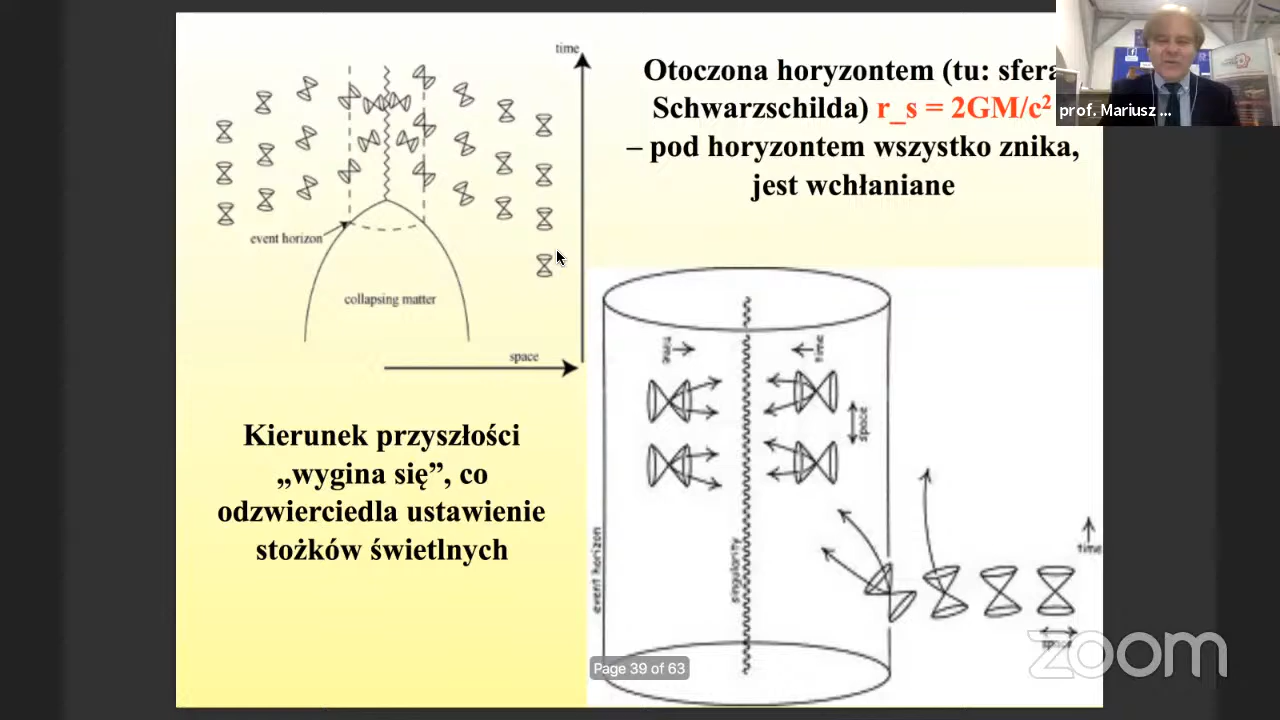 time
Otoczona horyzontem (tu: sfera
Schwarzschilda) r_s = 2GM/c²
– pod horyzontem wszystko znika,
jest wchłaniane
prof. Mariusz ...
event horizon
collapsing matter
space
Kierunek przyszłości
„wygina się”, co
odzwierciedla ustawienie
stożków świetlnych
time
time
space
event horizon
singularity
time
space
Page 39 of 63
zoom